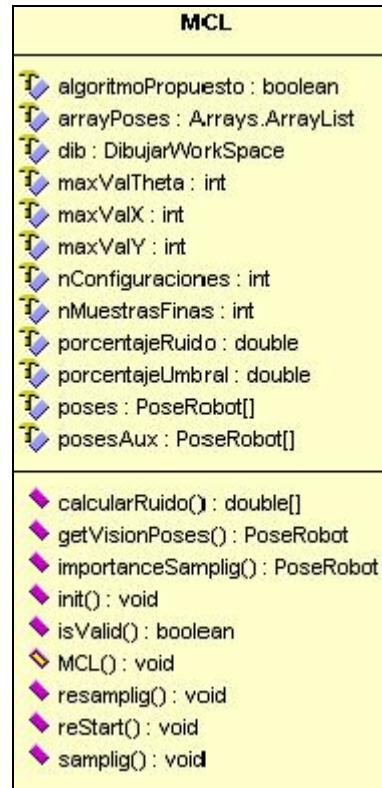 MCL
algoritmoPropuesto : boolean
arrayPoses : Arrays.ArrayList
dib : DibujarWorkSpace
maxValTheta : int
maxValX : int
maxValY : int
nConfiguraciones : int
nMuestrasFinas : int
porcentajeRuido : double
porcentajeUmbral : double
poses : PoseRobot[]
posesAux : PoseRobot[]
calcularRuido() : double[]
getVisionPoses() : PoseRobot
importanceSamplig() : PoseRobot
init() : void
isValid() : boolean
MCL() : void
resamplig() : void
reStart() : void
samplig() : void